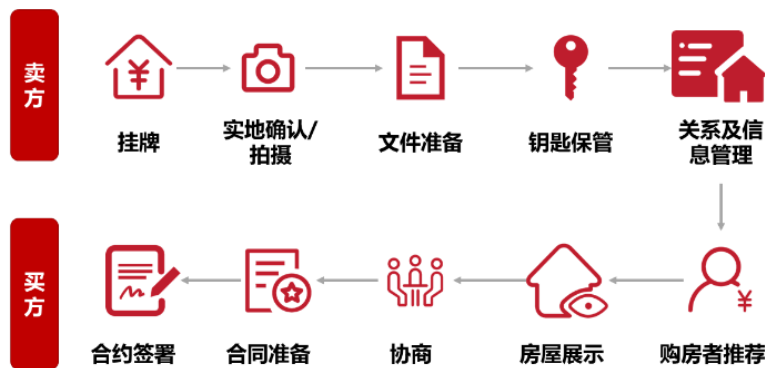 卖
方
挂牌
实地确认/
拍摄
文件准备
钥匙保管
关系及信
息管理
买
方
合约签署
合同准备
协商
房屋展示
购房者推荐